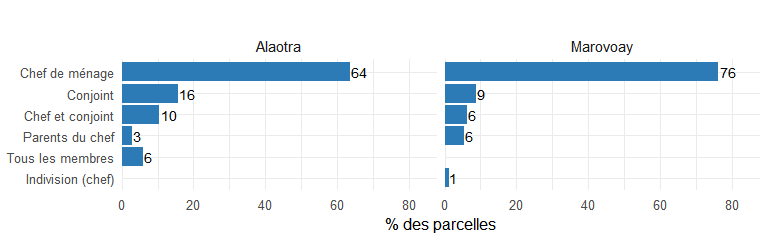 Alaotra Marovoay
Chef de ménage 64 76
Conjoint 16 9
Chef et conjoint 10 6
Parents du chef 3 6
Tous les membres 6
Indivision (chef) 1
0 20 40 60 80 0 20 40 60 80
% des parcelles